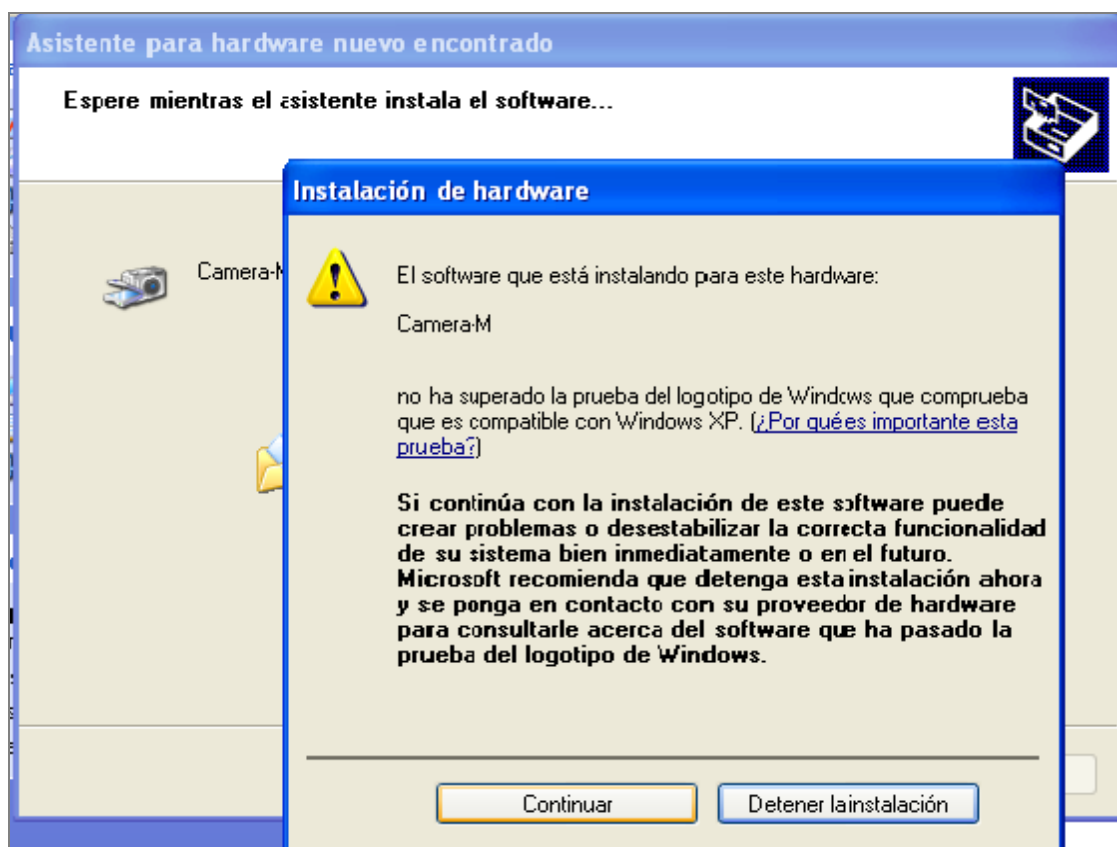 Asistente para hardware nuevo encontrado
Espere mientras el asistente instala el software...
Instalación de hardware
Camera-M
El software que está instalando para este hardware:
Camera-M
no ha superado la prueba del logotipo de Windows que comprueba
que es compatible con Windows XP. (¿Por qué es importante esta
prueba?)
Si continúa con la instalación de este software puede
crear problemas o desestabilizar la correcta funcionalidad
de su sistema bien inmediatamente o en el futuro.
Microsoft recomienda que detenga esta instalación ahora
y se ponga en contacto con su proveedor de hardware
para consultarle acerca del software que ha pasado la
prueba del logotipo de Windows.
Continuar
Detener la instalación